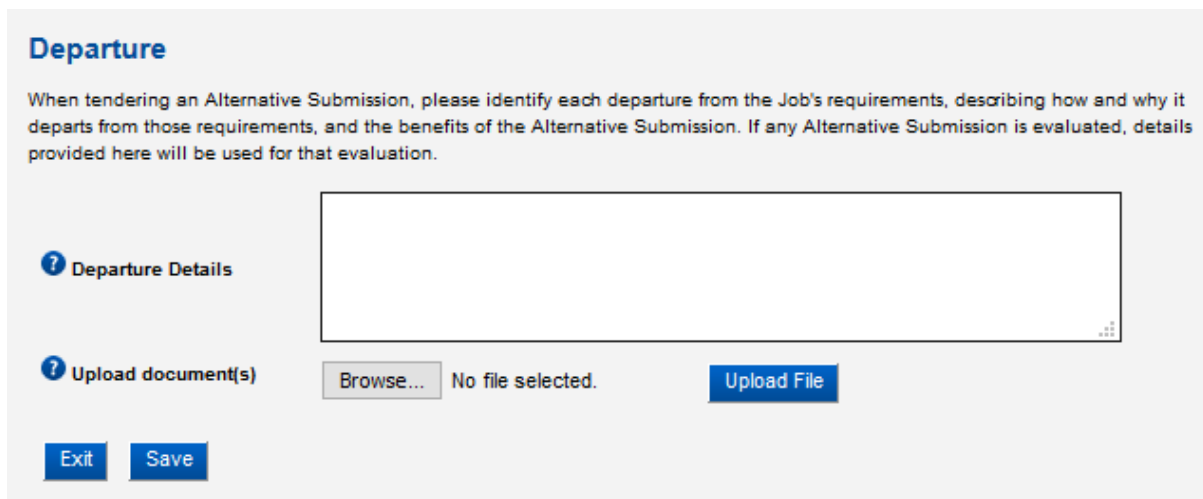 Departure
When tendering an Alternative Submission, please identify each departure from the Job's requirements, describing how and why it
departs from those requirements, and the benefits of the Alternative Submission. If any Alternative Submission is evaluated, details
provided here will be used for that evaluation.
? Departure Details
? Upload document(s)
Browse... No file selected. Upload File
Exit Save